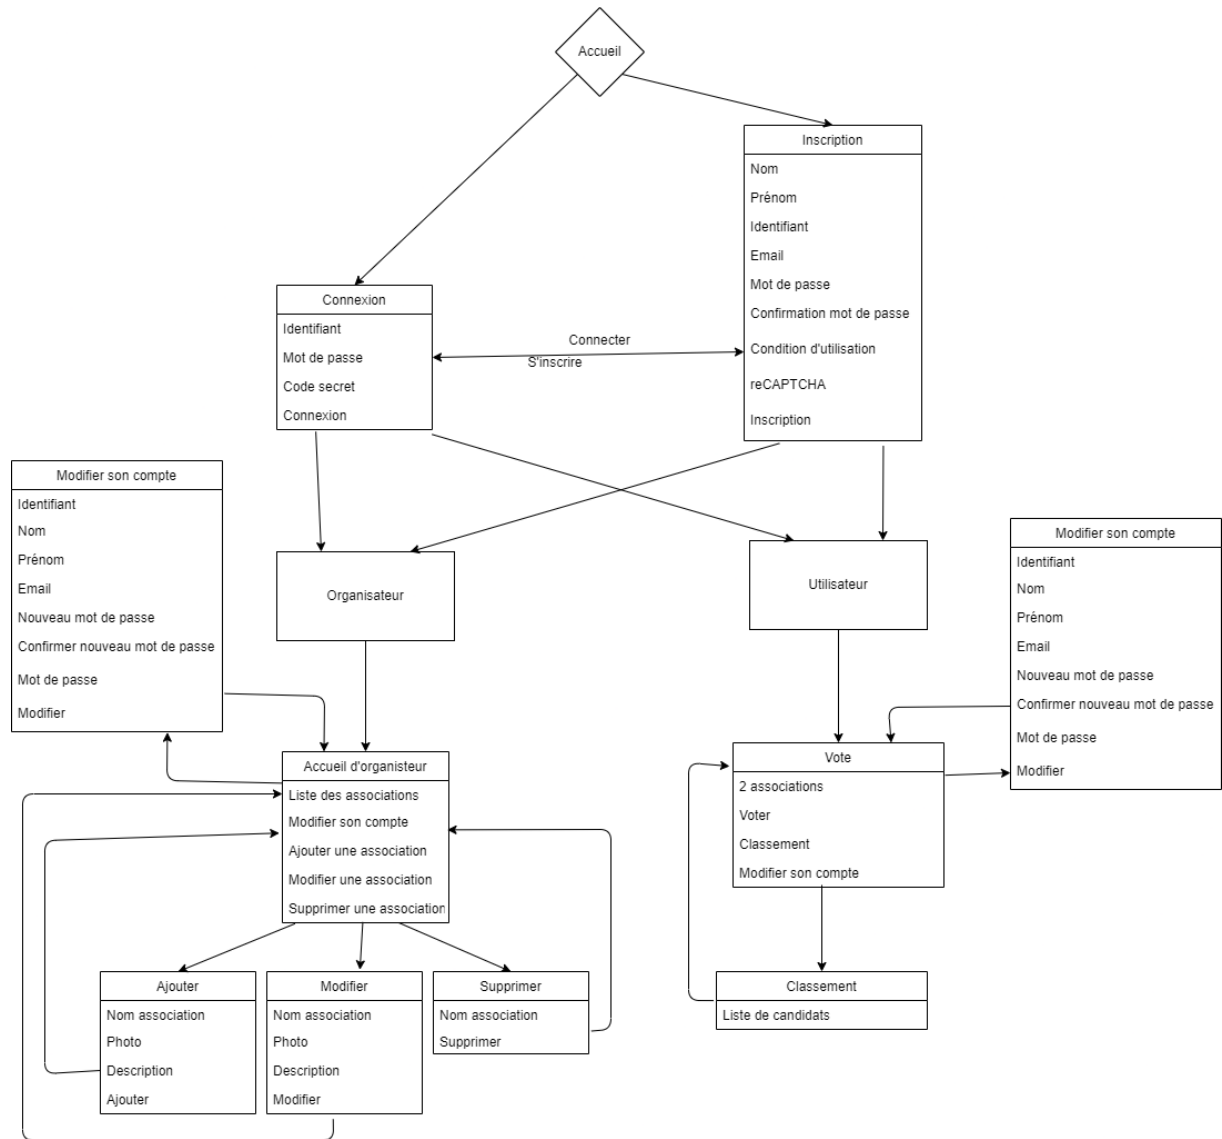 Accueil
Inscription
Nom
Prénom
Identifiant
Email
Mot de passe
Confirmation mot de passe
Condition d'utilisation
reCAPTCHA
Inscription
Connexion
Identifiant
Mot de passe
Code secret
Connexion
Connecter
S'inscrire
Modifier son compte
Identifiant
Nom
Prénom
Email
Nouveau mot de passe
Confirmer nouveau mot de passe
Mot de passe
Modifier
Organisateur
Utilisateur
Modifier son compte
Identifiant
Nom
Prénom
Email
Nouveau mot de passe
Confirmer nouveau mot de passe
Mot de passe
Modifier
Accueil d'organisteur
Liste des associations
Modifier son compte
Ajouter une association
Modifier une association
Supprimer une association
Vote
2 associations
Voter
Classement
Modifier son compte
Ajouter
Nom association
Photo
Description
Ajouter
Modifier
Nom association
Photo
Description
Modifier
Supprimer
Nom association
Supprimer
Classement
Liste de candidats